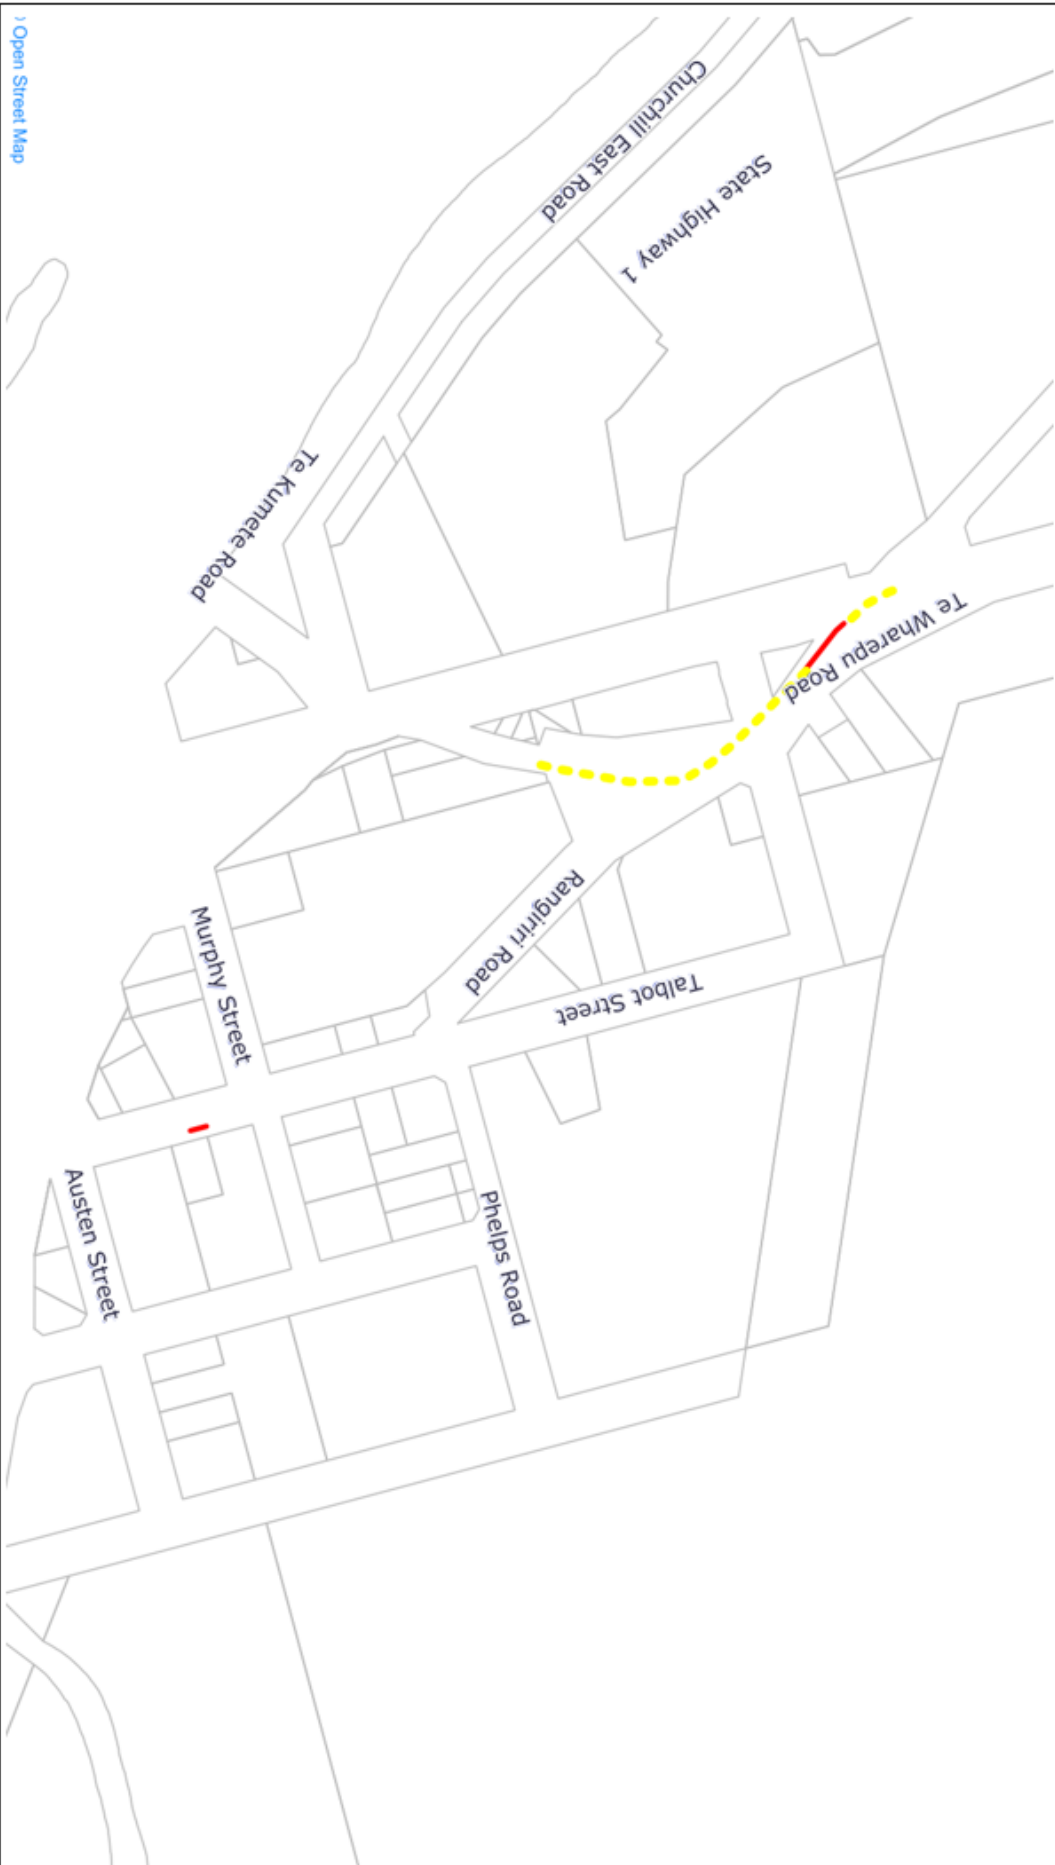 ) Open Street Map
Churchill East Road
State Highway 1
Te Kumete Road
Te Wharepu Road
Rangiriri Road
Murphy Street
Talbot Street
Austen Street
Phelps Road